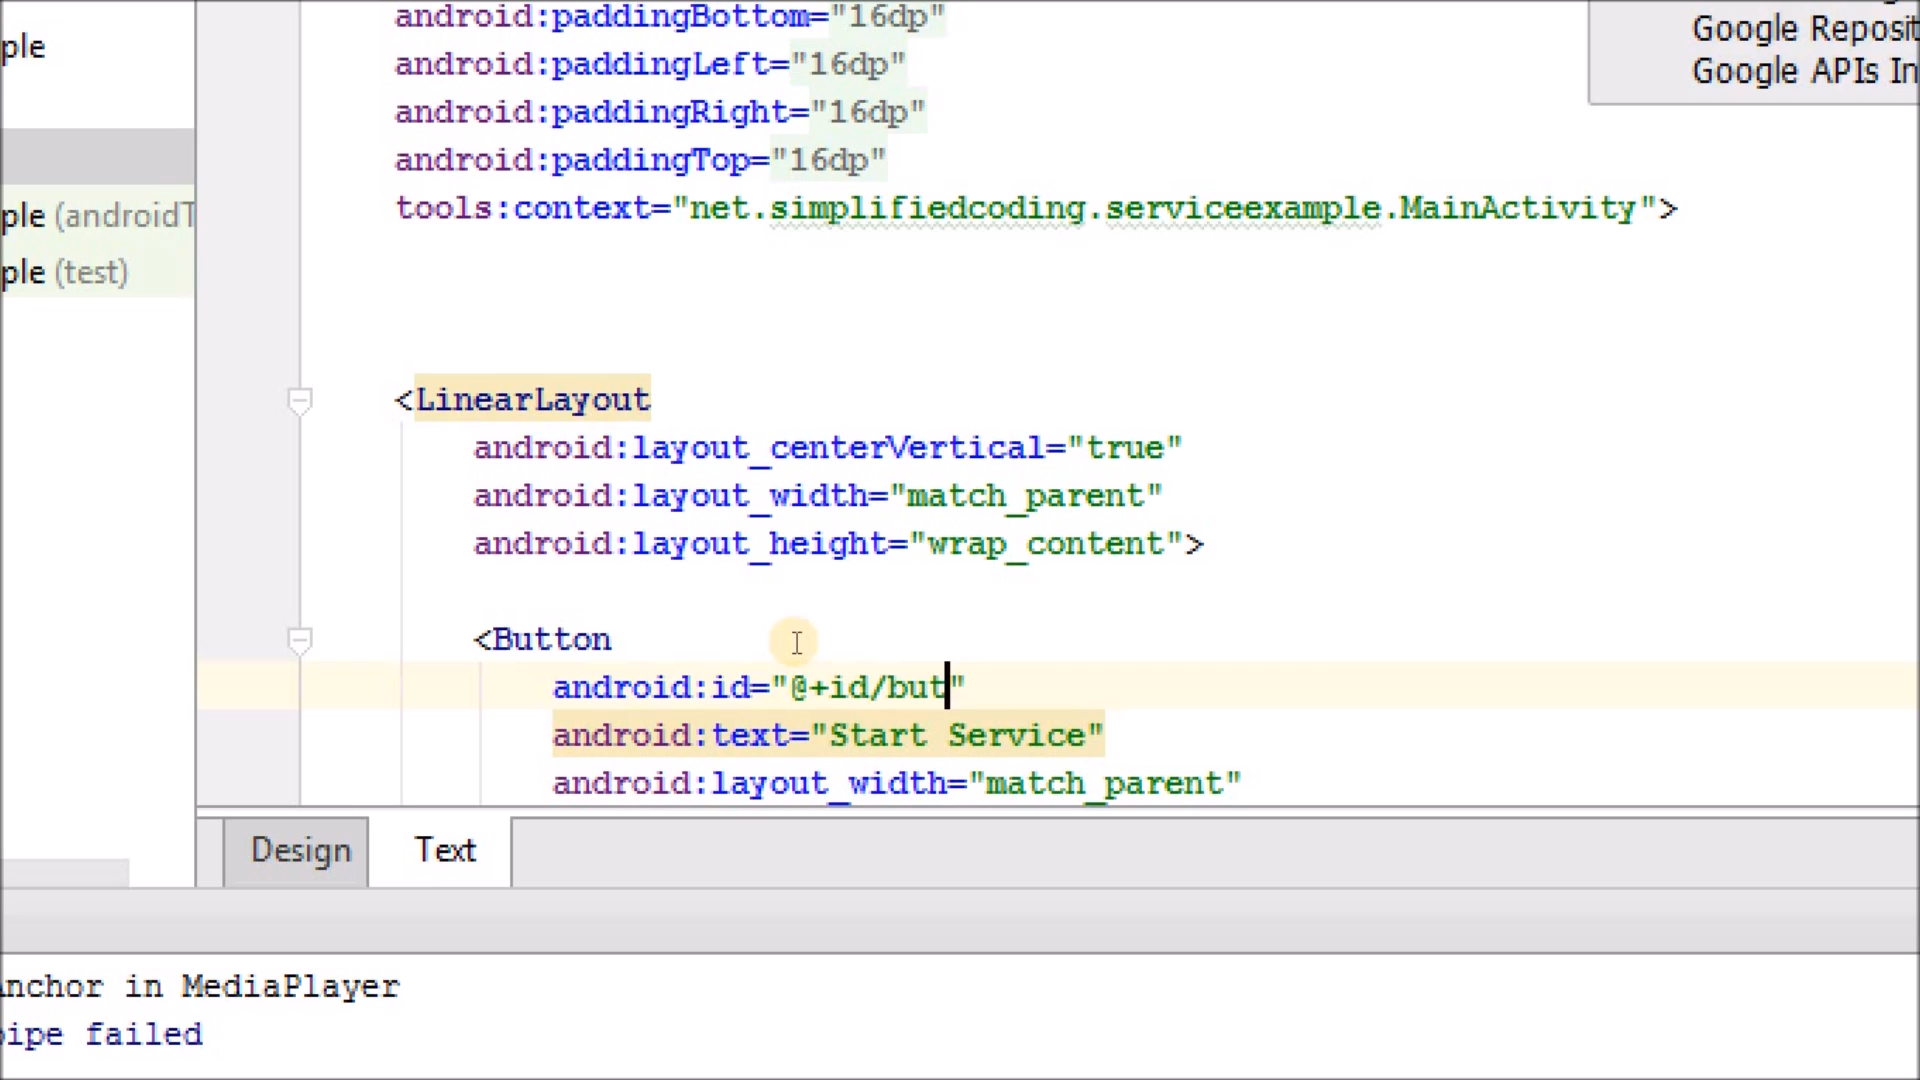 android:paddingBottom="16dp"
android:paddingLeft="16dp"
android:paddingRight="16dp"
android:paddingTop="16dp"
tools:context="net.simplifiedcoding.serviceexample.MainActivity">
<LinearLayout
android:layout_centerVertical="true"
android:layout_width="match_parent"
android:layout_height="wrap_content">
<Button
android:id="@+id/but"
android:text="Start Service"
android:layout_width="match_parent"
ple
ple (androidT
ple (test)
Google Reposit
Google APIs In
Design Text
Anchor in MediaPlayer
pipe failed